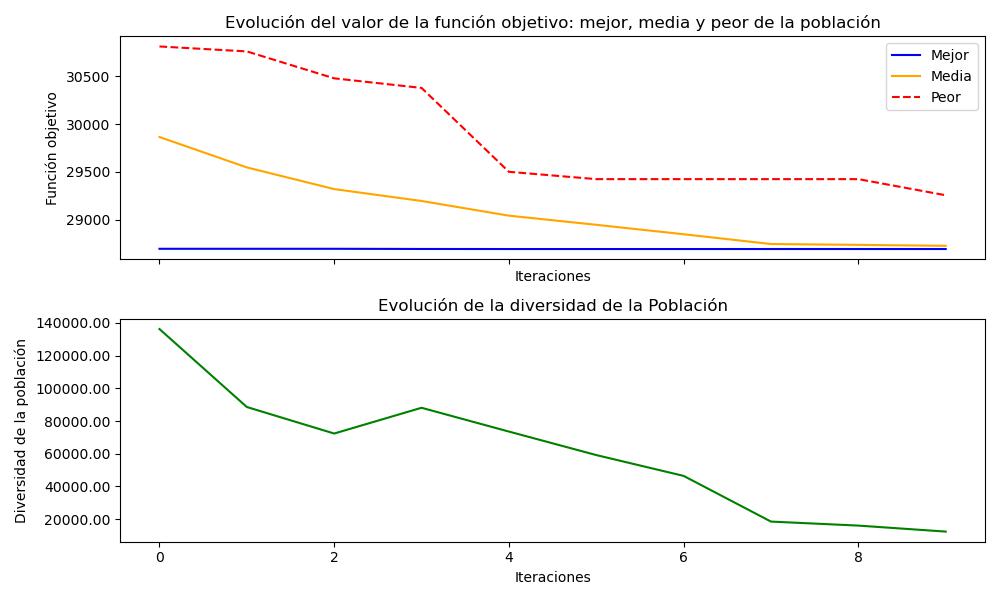 Evolución del valor de la función objetivo: mejor, media y peor de la población
Función objetivo
30500
30000
29500
29000
Mejor
Media
Peor
Iteraciones
Evolución de la diversidad de la Población
Diversidad de la población
140000.00
120000.00
100000.00
80000.00
60000.00
40000.00
20000.00
0 2 4 6 8
Iteraciones